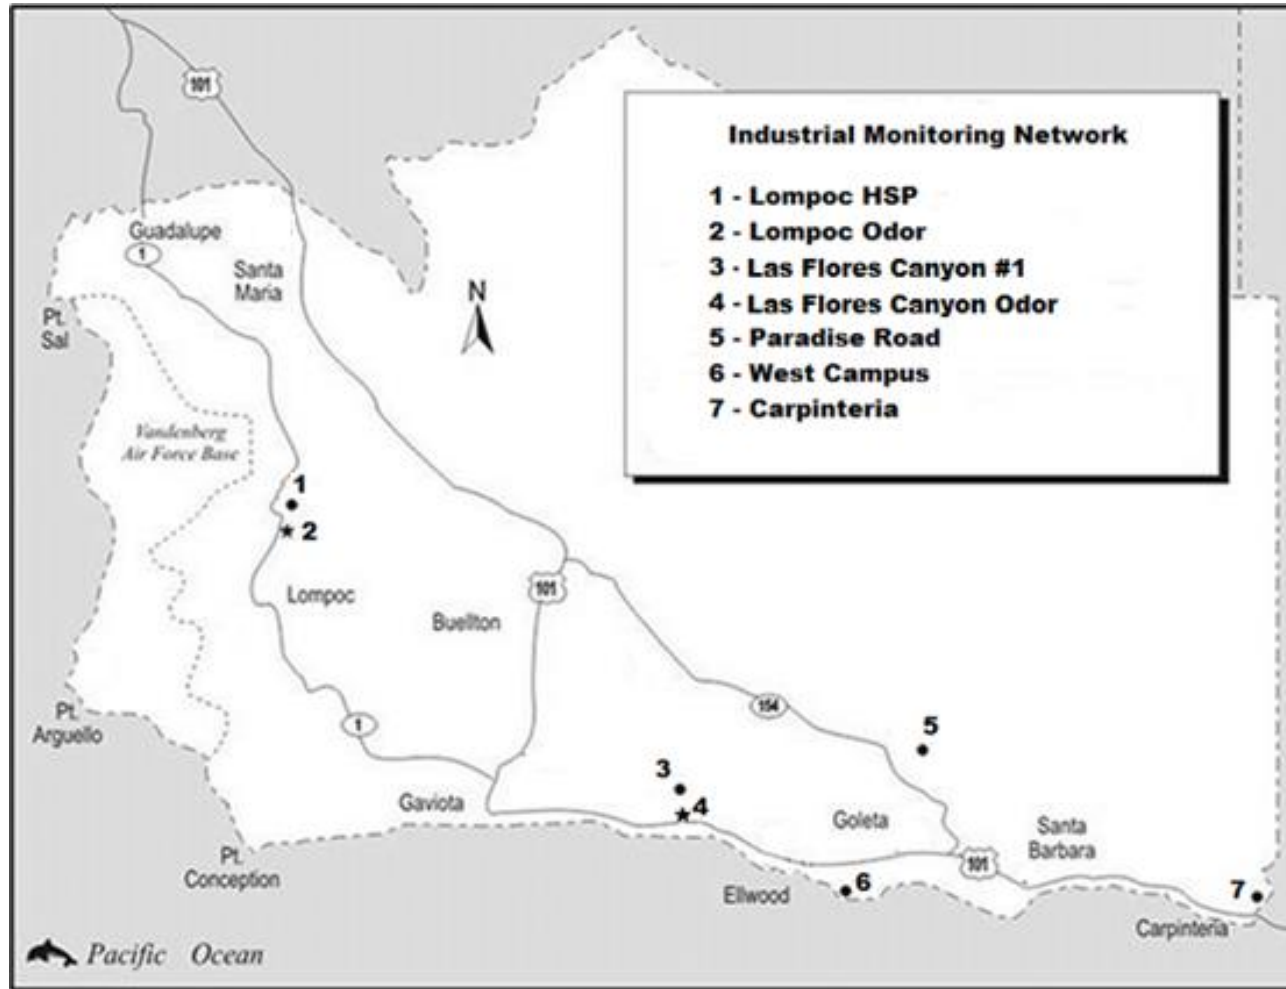 101
Industrial Monitoring Network
1 - Lompoc HSP
2 - Lompoc Odor
3 - Las Flores Canyon #1
4 - Las Flores Canyon Odor
5 - Paradise Road
6 - West Campus
7 - Carpinteria
Guadalupe
1
Santa
Maria
N
Pt.
Sal
Vandenberg
Air Force Base
1
2
Lompoc
101
Buellton
Pt.
Arguello
1
154
5
3
4
Gaviota
Goleta
Santa
Barbara
Pt.
Conception
101
Ellwood
6
7
Carpinteria
Pacific Ocean